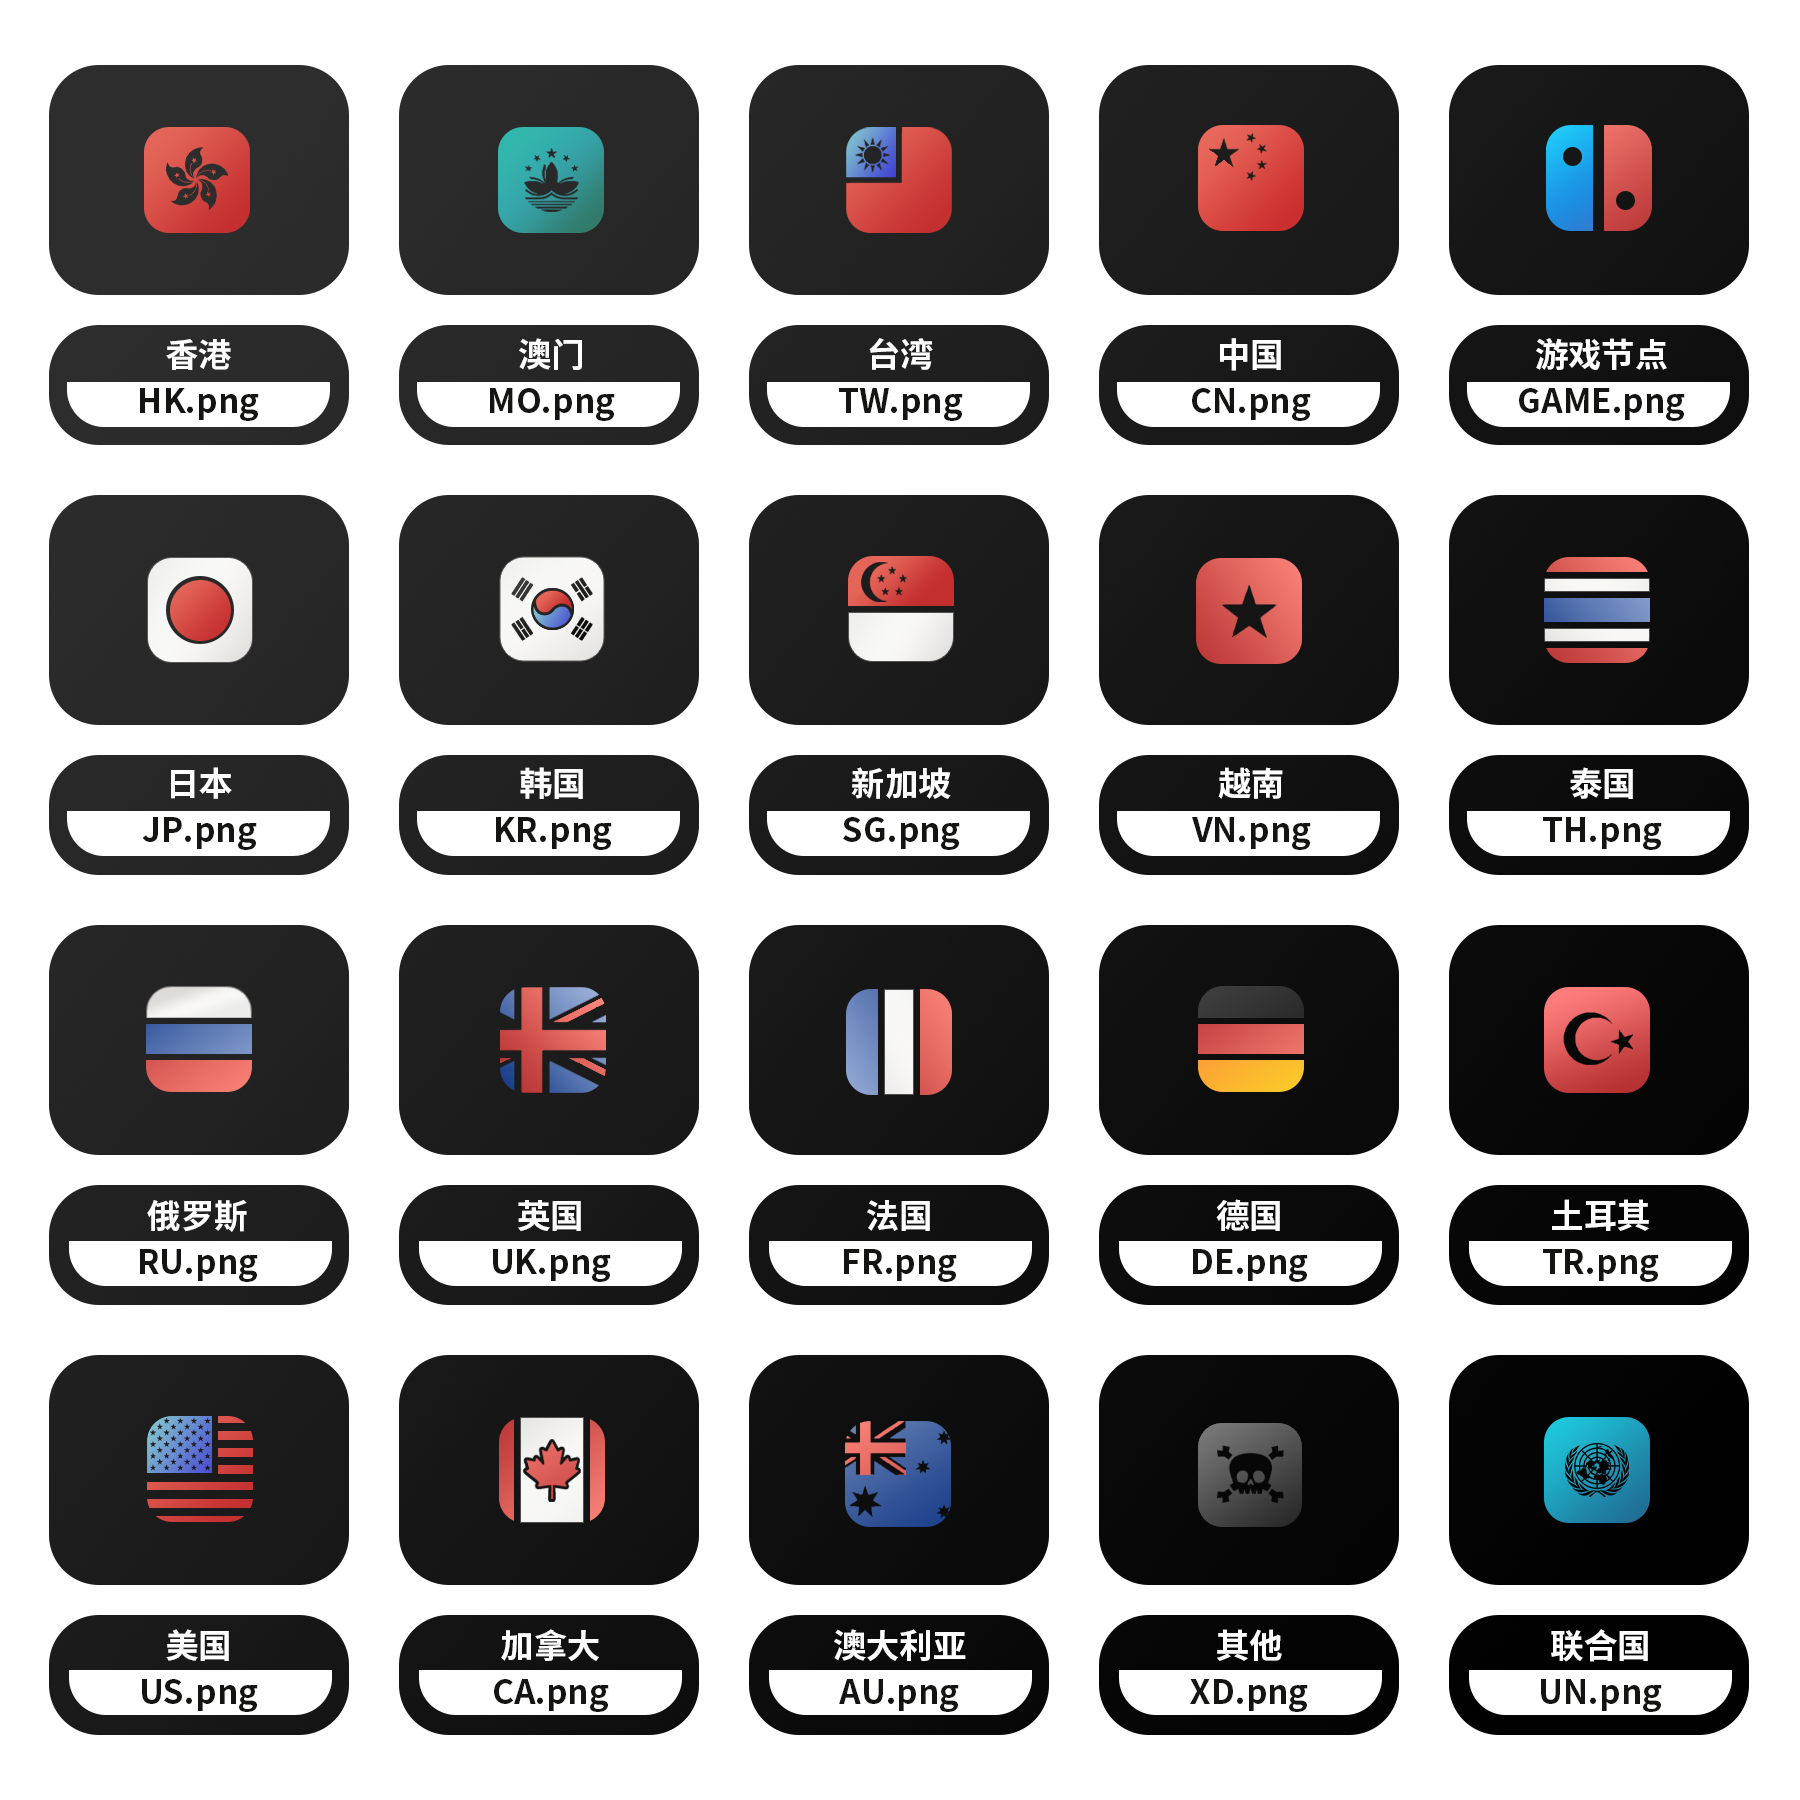 香港
HK.png
澳门
MO.png
台湾
TW.png
中国
CN.png
游戏节点
GAME.png
日本
JP.png
韩国
KR.png
新加坡
SG.png
越南
VN.png
泰国
TH.png
俄罗斯
RU.png
英国
UK.png
法国
FR.png
德国
DE.png
土耳其
TR.png
美国
US.png
加拿大
CA.png
澳大利亚
AU.png
其他
XD.png
联合国
UN.png